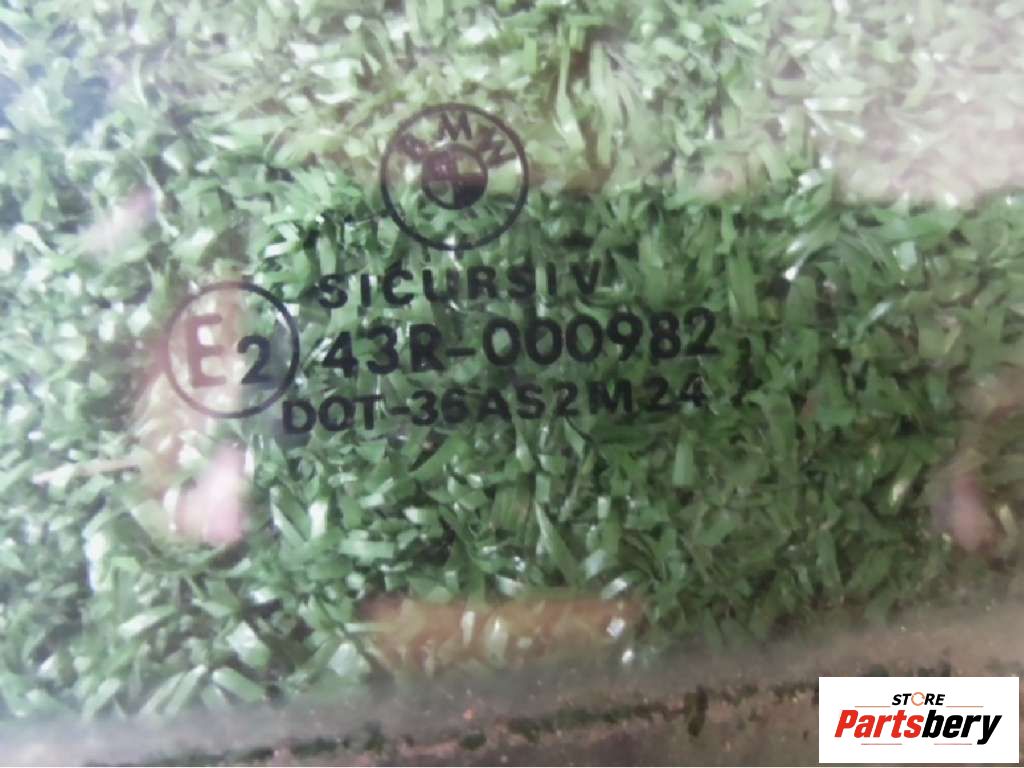 BMW
SICURSIV
E2 43R-000982
DOT-36AS2M24
STORE
Partsbery